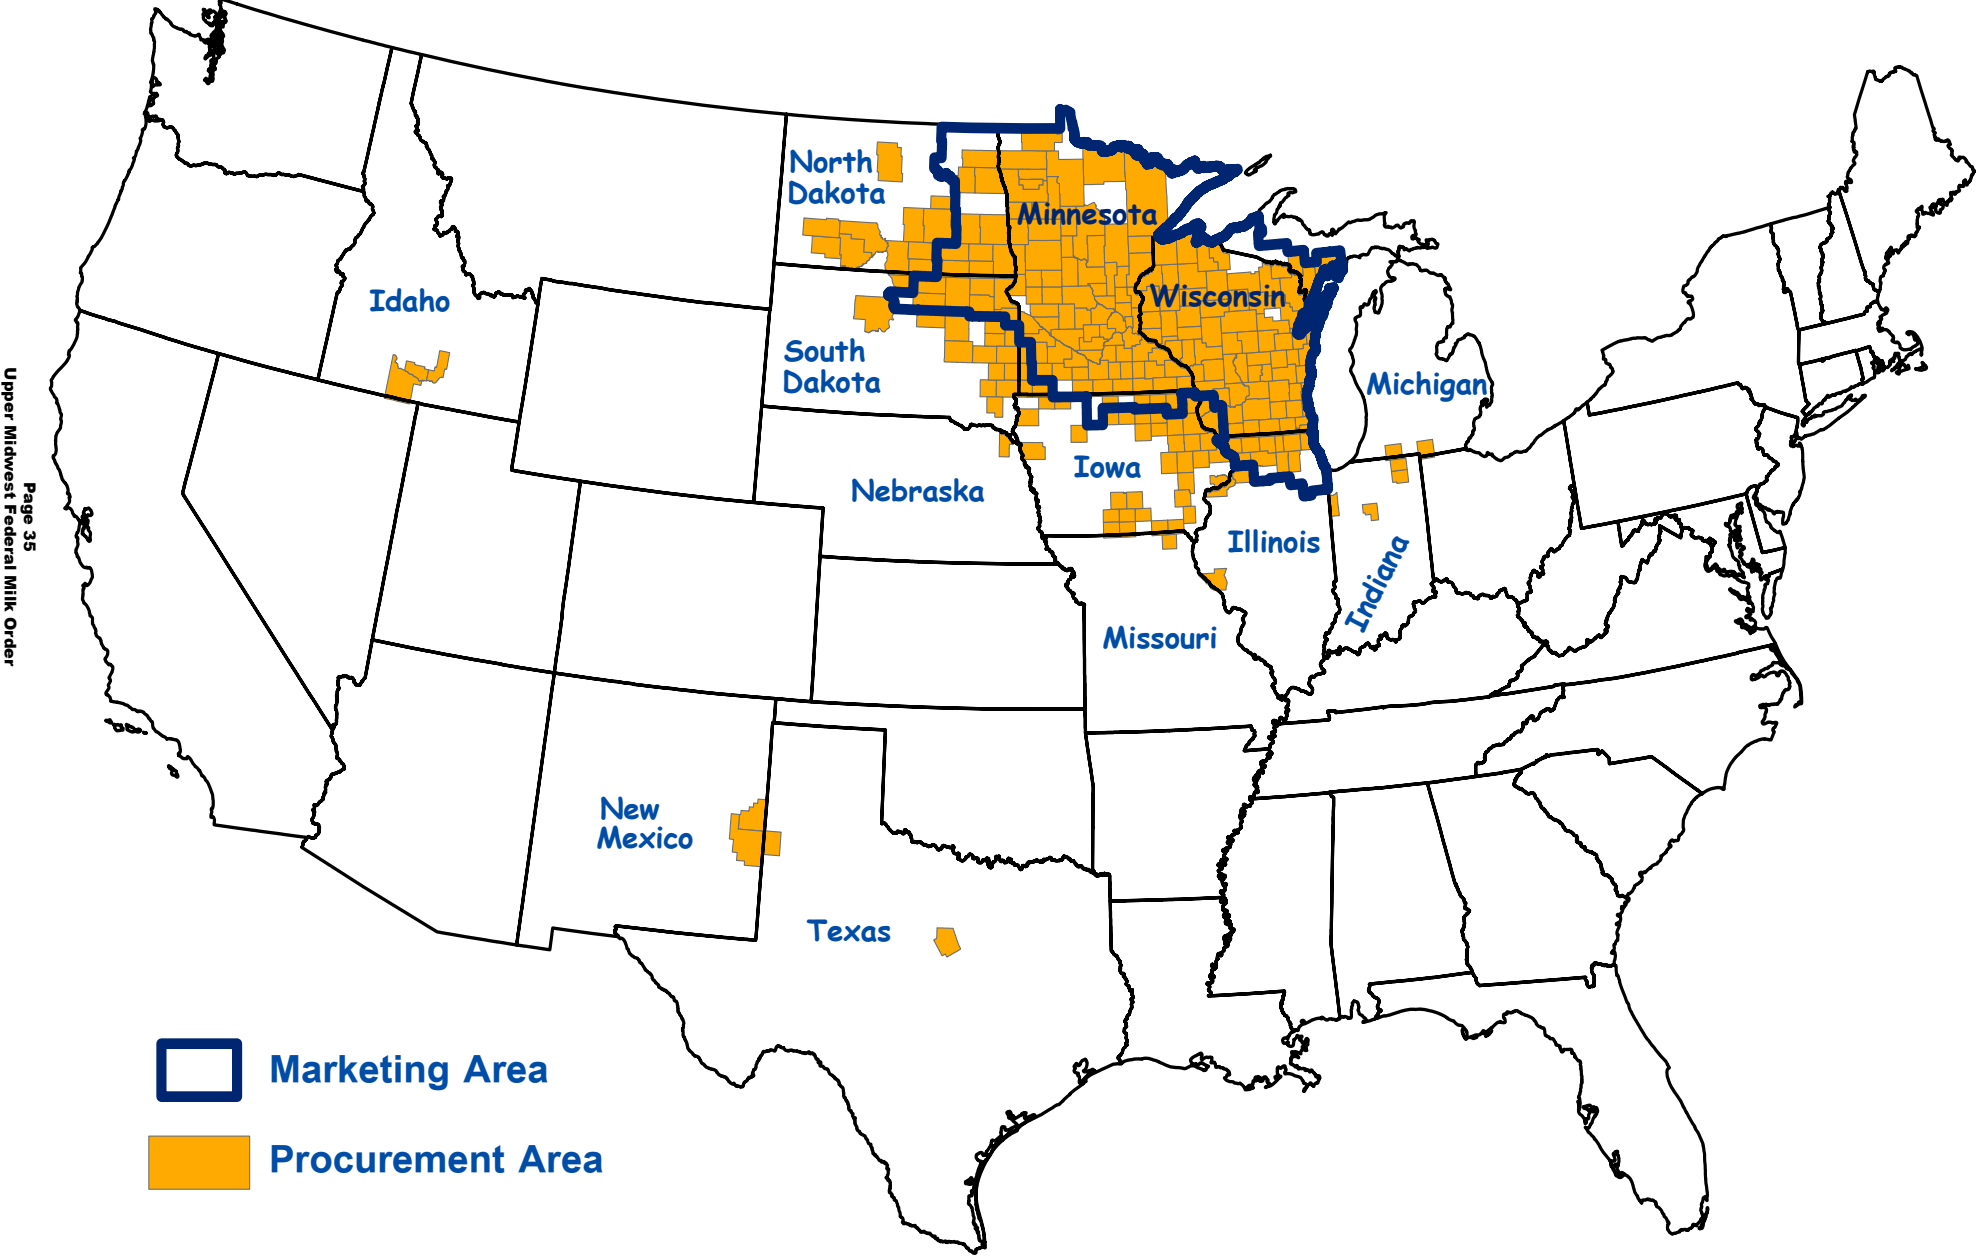 North
Dakota
Minnesota
Idaho
Wisconsin
South
Dakota
Michigan
Iowa
Nebraska
Illinois
Indiana
Missouri
New
Mexico
Texas
Marketing Area
Procurement Area
Page 35
Upper Midwest Federal Milk Order